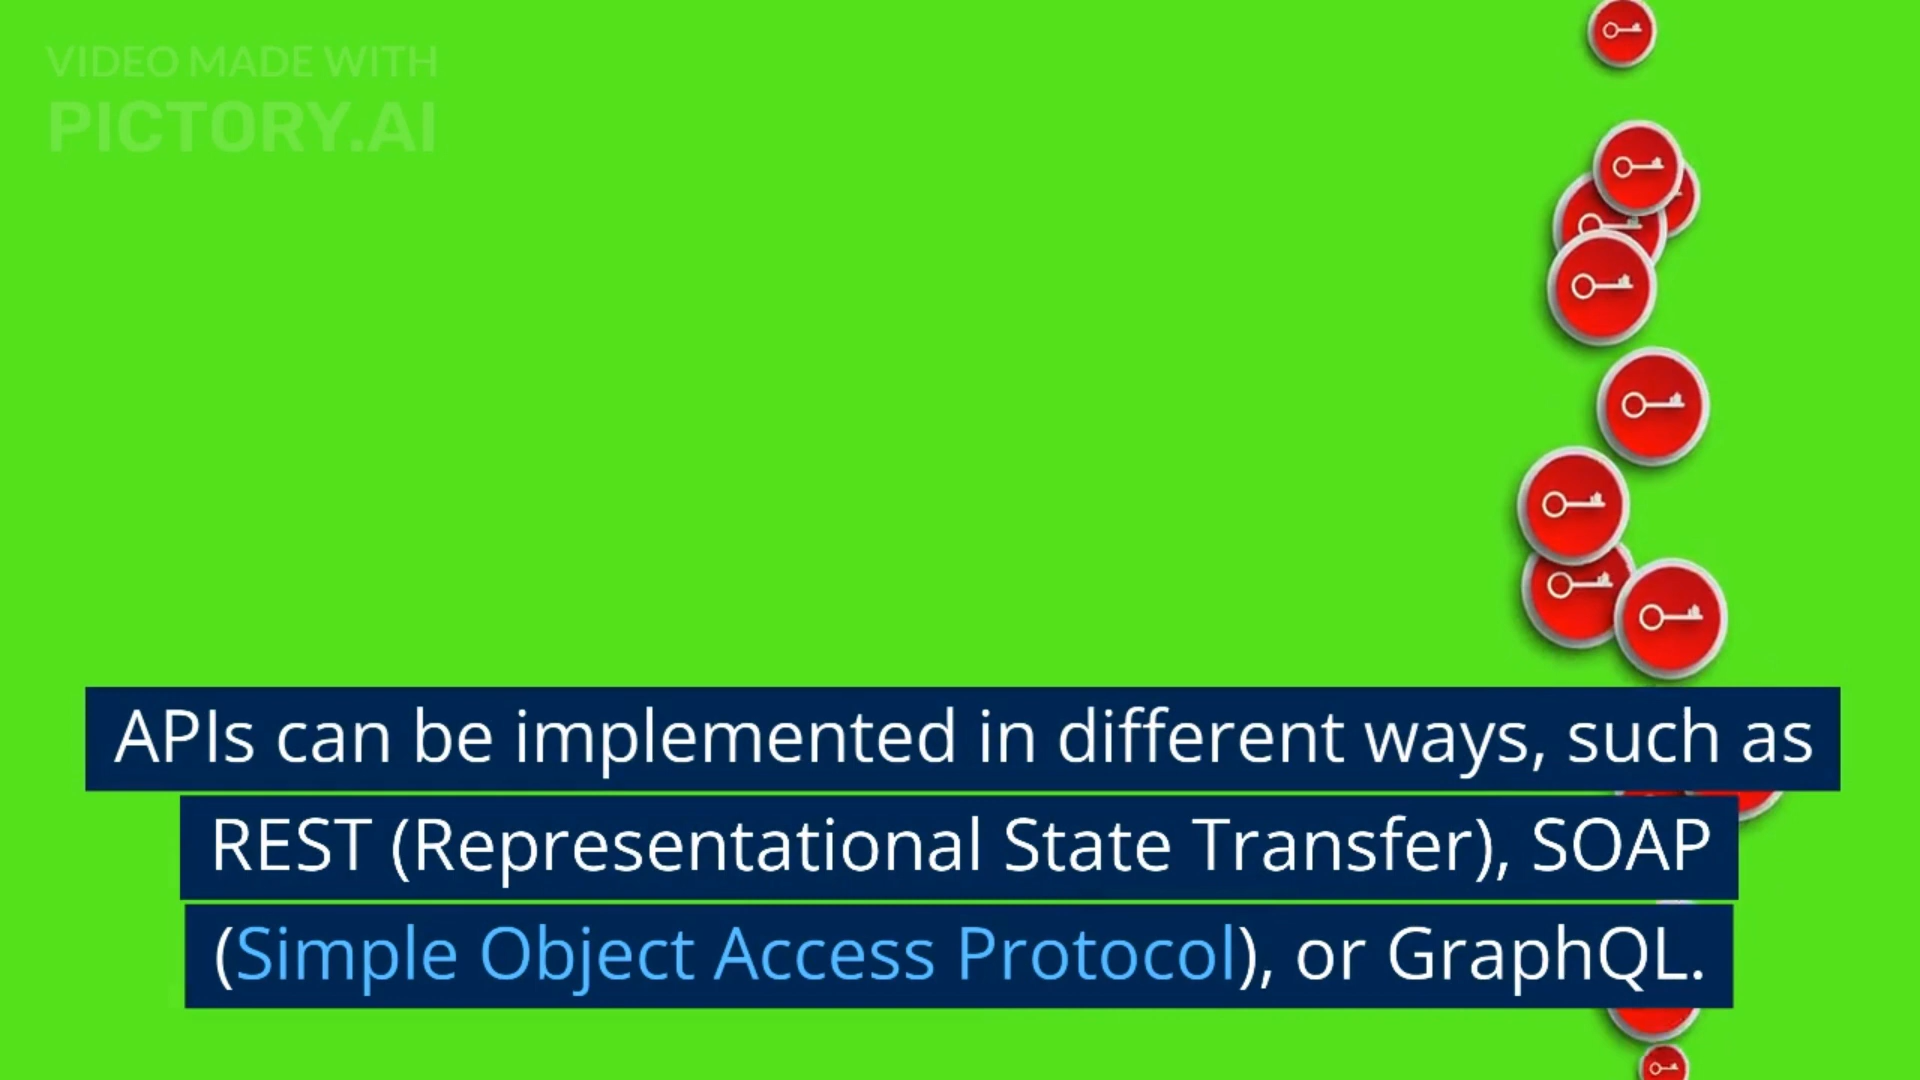 VIDEO MADE WITH
PICTORY.AI
APIs can be implemented in different ways, such as
REST (Representational State Transfer), SOAP
(Simple Object Access Protocol), or GraphQL.